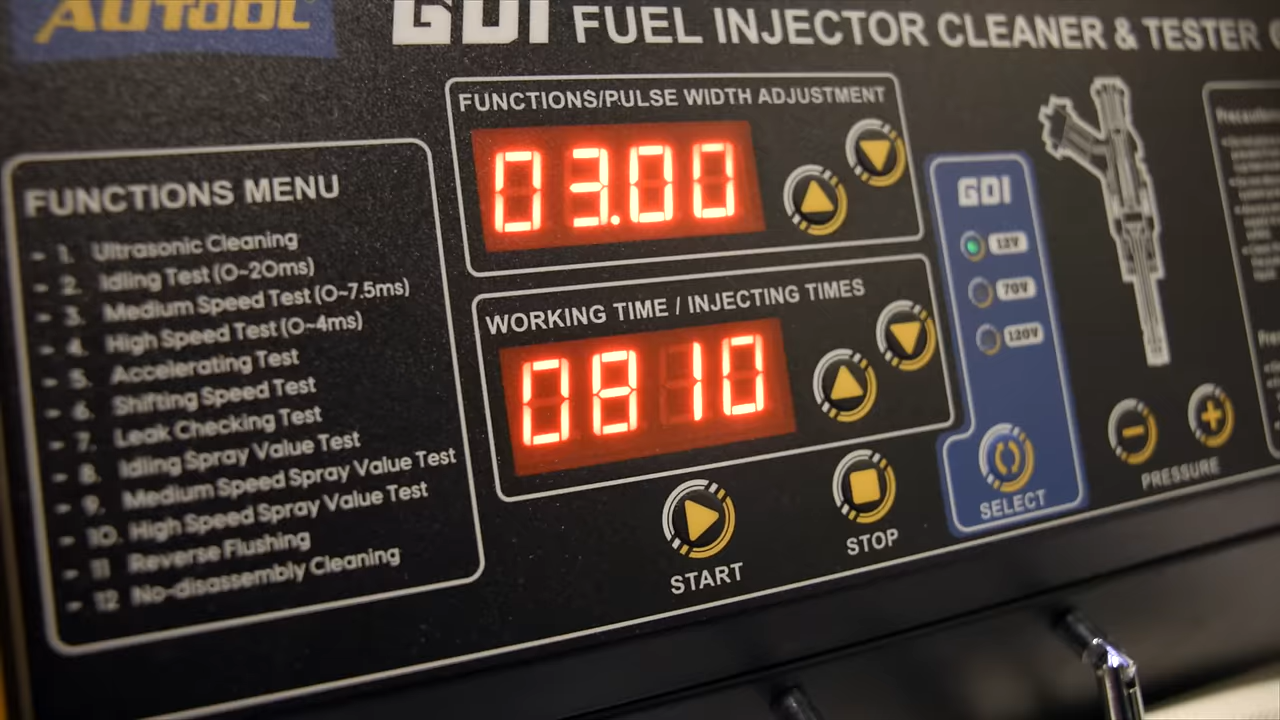 AUTOOL
GDI FUEL INJECTOR CLEANER & TESTER
FUNCTIONS MENU
- 1. Ultrasonic Cleaning
- 2. Idling Test (0~20ms)
- 3. Medium Speed Test (0~7.5ms)
- 4. High Speed Test (0~4ms)
- 5. Accelerating Test
- 6. Shifting Speed Test
- 7. Leak Checking Test
- 8. Idling Spray Value Test
- 9. Medium Speed Spray Value Test
- 10. High Speed Spray Value Test
- 11 Reverse Flushing
- 12 No-disassembly Cleaning
FUNCTIONS/PULSE WIDTH ADJUSTMENT
03.00
WORKING TIME / INJECTING TIMES
0810
START
STOP
GDI
12V
70V
120V
SELECT
PRESSURE